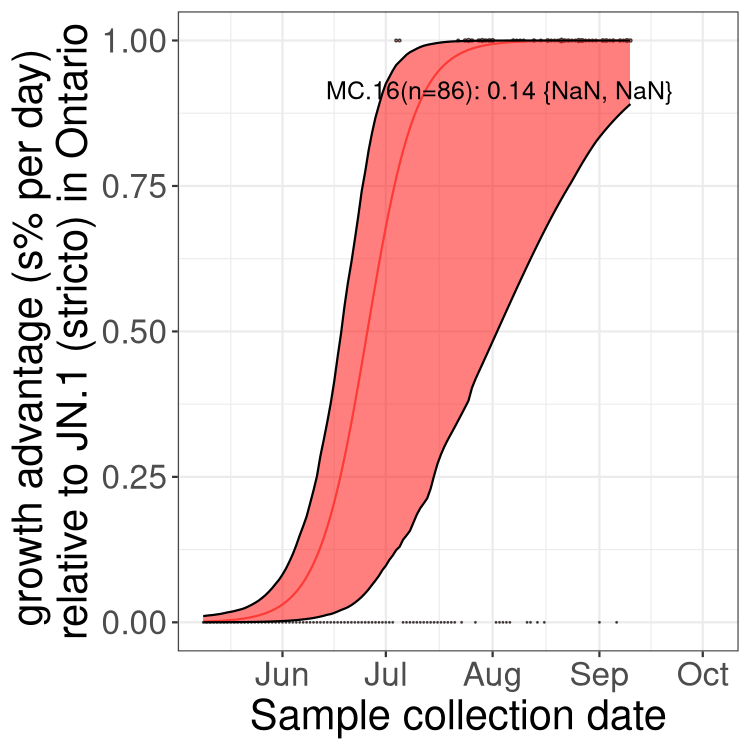 growth advantage (s% per day)
relative to JN.1 (stricto) in Ontario
1.00
0.75
0.50
0.25
0.00
MC.16(n=86): 0.14 {NaN, NaN}
Jun Jul Aug Sep Oct
Sample collection date